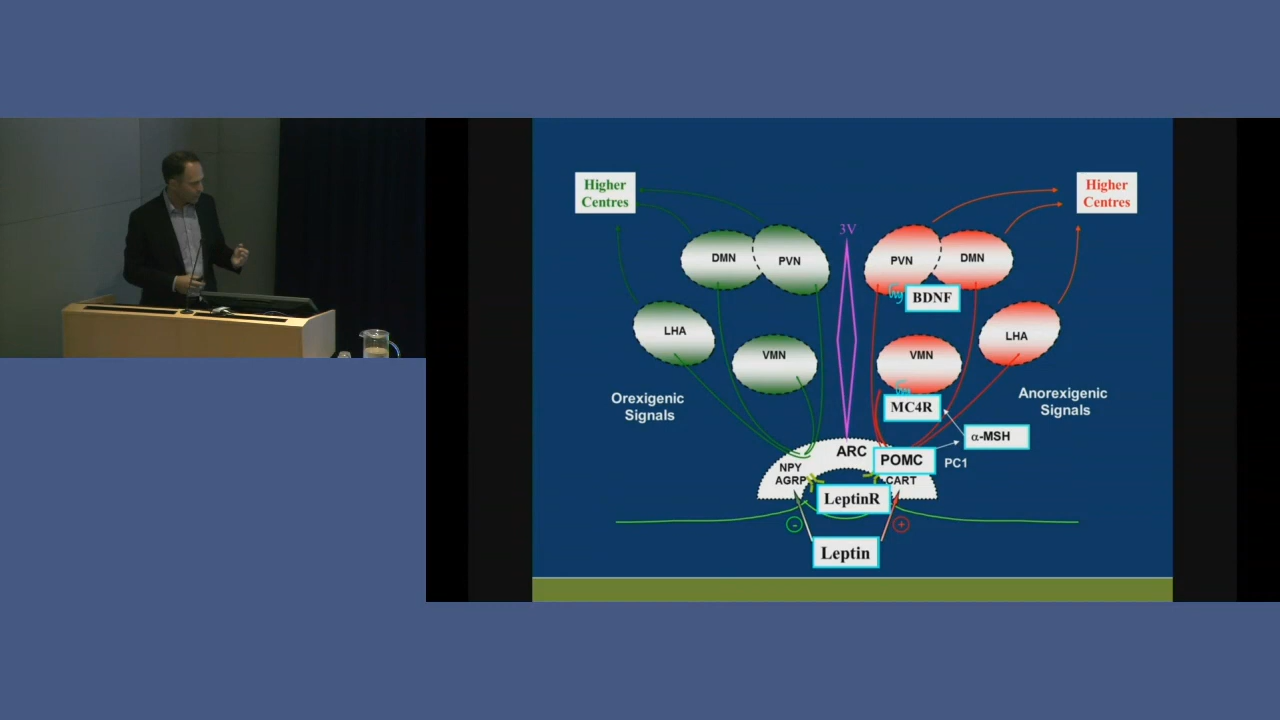 Higher
Centres
Higher
Centres
3V
DMN
PVN
PVN
DMN
BDNF
LHA
VMN
VMN
LHA
Orexigenic
Signals
Anorexigenic
Signals
MC4R
α-MSH
ARC
POMC
PC1
NPY
AGRP
CART
LeptinR
-
+
Leptin